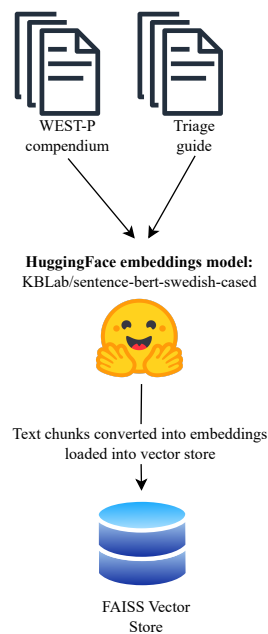 WEST-P
compendium
Triage
guide
HuggingFace embeddings model:
KBLab/sentence-bert-swedish-cased
Text chunks converted into embeddings
loaded into vector store
FAISS Vector
Store